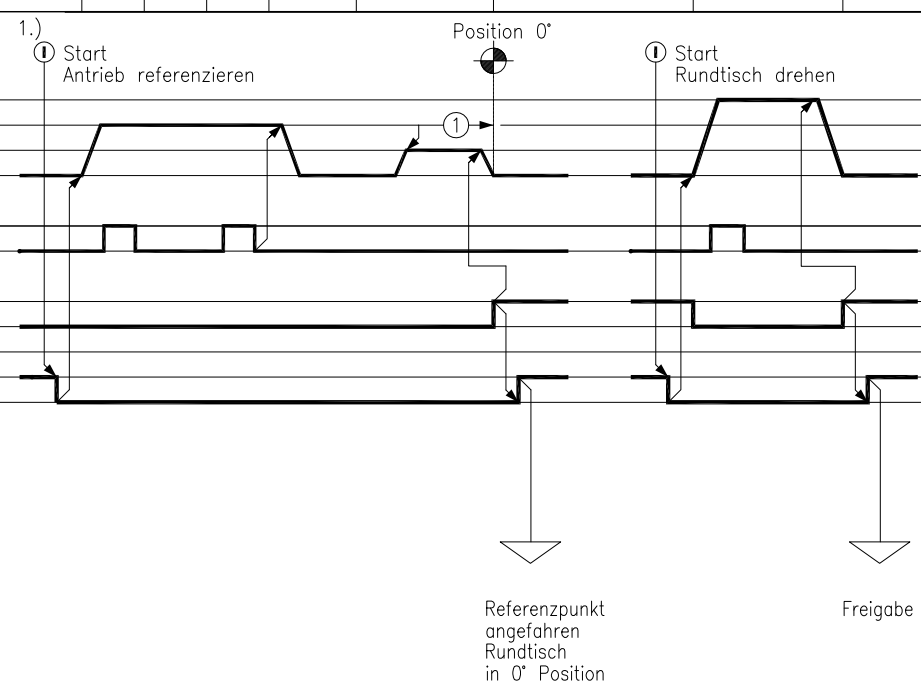 1.)
Start
Antrieb referenzieren
Position 0°
Start
Rundtisch drehen
1
Referenzpunkt
angefahren
Rundtisch
in 0° Position
Freigabe